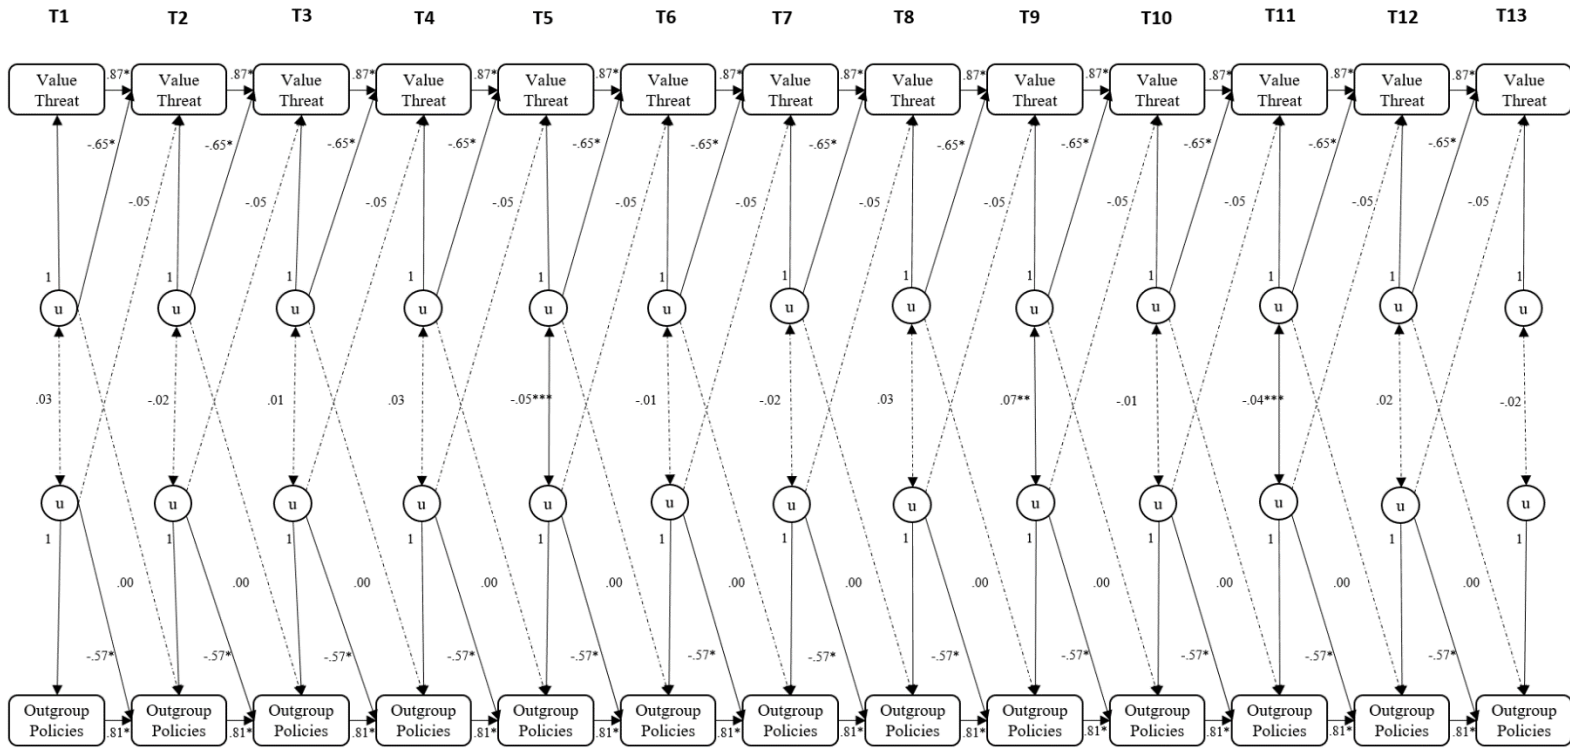 T1 T2 T3 T4 T5 T6 T7 T8 T9 T10 T11 T12 T13
.87* .87* .87* .87* .87* .87* .87* .87* .87* .87* .87* .87*
Value Value Value Value Value Value Value Value Value Value Value Value Value
Threat Threat Threat Threat Threat Threat Threat Threat Threat Threat Threat Threat Threat
-.65* -.65* -.65* -.65* -.65* -.65* -.65* -.65* -.65* -.65* -.65* -.65*
-.05 -.05 -.05 -.05 -.05 -.05 -.05 -.05 -.05 -.05 -.05 -.05
1 1 1 1 1 1 1 1 1 1 1 1 1
u u u u u u u u u u u u u
.03 -.02 .01 .03 -.05*** -.01 -.02 .03 .07** -.01 -.04*** .02 -.02
u u u u u u u u u u u u u
1 1 1 1 1 1 1 1 1 1 1 1 1
.00 .00 .00 .00 .00 .00 .00 .00 .00 .00 .00 .00
-.57* -.57* -.57* -.57* -.57* -.57* -.57* -.57* -.57* -.57* -.57* -.57*
Outgroup Outgroup Outgroup Outgroup Outgroup Outgroup Outgroup Outgroup Outgroup Outgroup Outgroup Outgroup Outgroup
Policies Policies Policies Policies Policies Policies Policies Policies Policies Policies Policies Policies Policies
.81* .81* .81* .81* .81* .81* .81* .81* .81* .81* .81* .81*